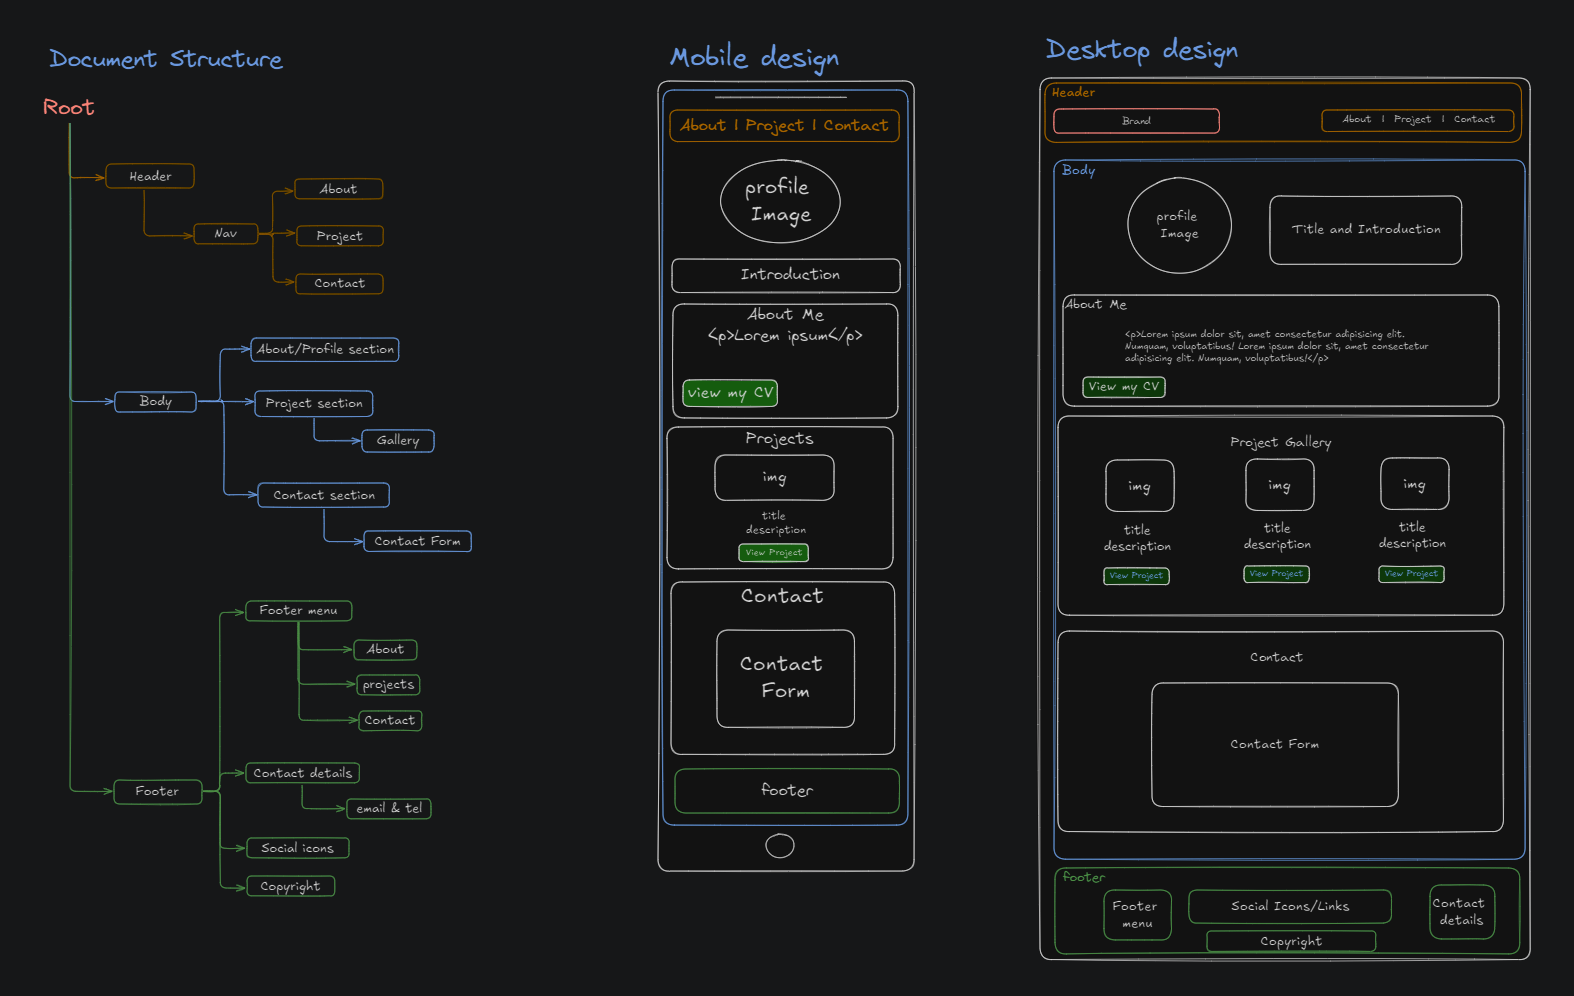 Document Structure
Root
Header
Nav
About
Project
Contact
Body
About/Profile section
Project section
Gallery
Contact section
Contact Form
Footer
Footer menu
About
projects
Contact
Contact details
email & tel
Social icons
Copyright
Mobile design
About | Project | Contact
profile
Image
Introduction
About Me
<p>Lorem ipsum</p>
view my CV
Projects
img
title
description
View Project
Contact
Contact
Form
footer
Desktop design
Header
Brand
About | Project | Contact
Body
profile
Image
Title and Introduction
About Me
<p>Lorem ipsum dolor sit, amet consectetur adipisicing elit.
Numquam, voluptatibus! Lorem ipsum dolor sit, amet consectetur
adipisicing elit. Numquam, voluptatibus!</p>
View my CV
Project Gallery
img
title
description
View Project
img
title
description
View Project
img
title
description
View Project
Contact
Contact Form
footer
Footer
menu
Social Icons/Links
Copyright
Contact
details